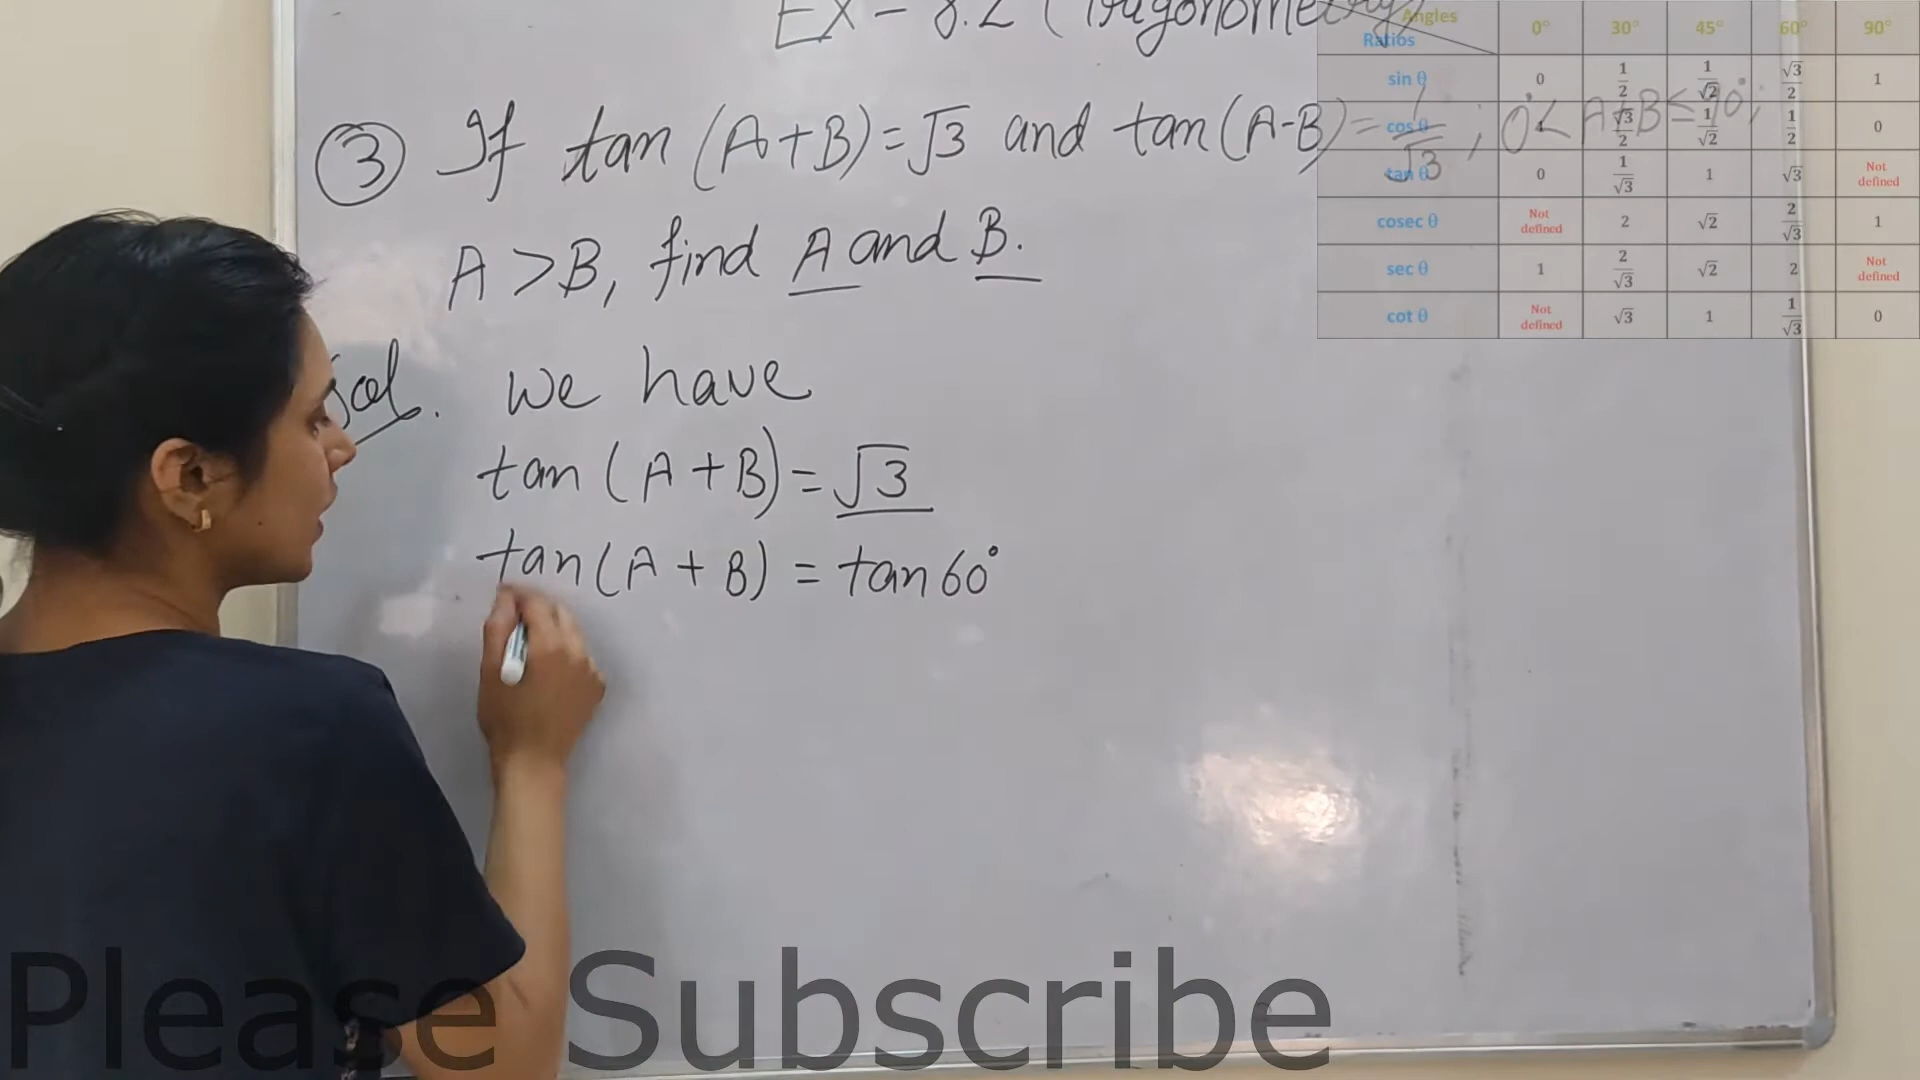 EX - 8.2 (Trigonometry)
③ If tan (A+B) = √3 and tan (A-B) = 1/√3 ; 0° < A+B ≤ 90° ;
A > B, find A and B.
Sol. We have
tan (A + B) = √3
tan (A + B) = tan 60°
Angles 0° 30° 45° 60° 90°
Ratios
sin θ 0 1/2 1/√2 √3/2 1
cos θ 1 √3/2 1/√2 1/2 0
tan θ 0 1/√3 1 √3 Not defined
cosec θ Not defined 2 √2 2/√3 1
sec θ 1 2/√3 √2 2 Not defined
cot θ Not defined √3 1 1/√3 0
Please Subscribe